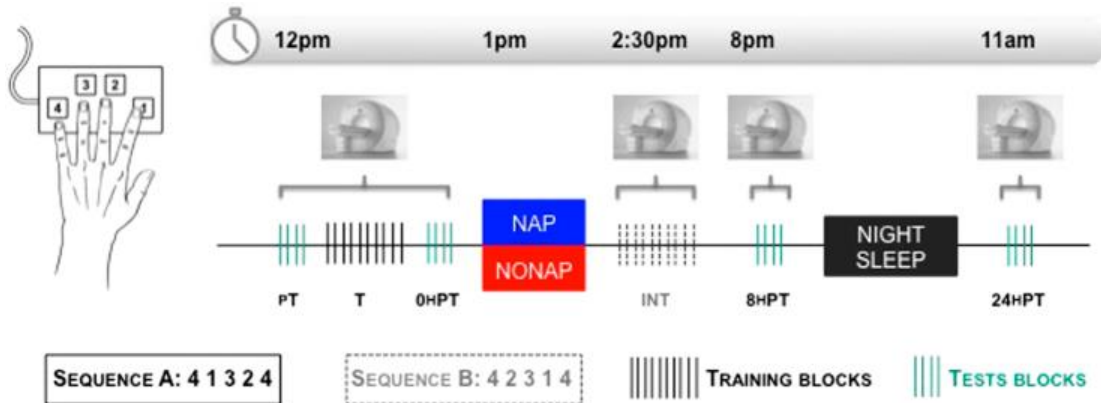 12pm 1pm 2:30pm 8pm 11am
3 2
4 1
NAP
NONAP
NIGHT
SLEEP
PT T 0HPT INT 8HPT 24HPT
SEQUENCE A: 4 1 3 2 4 SEQUENCE B: 4 2 3 1 4 TRAINING BLOCKS TESTS BLOCKS